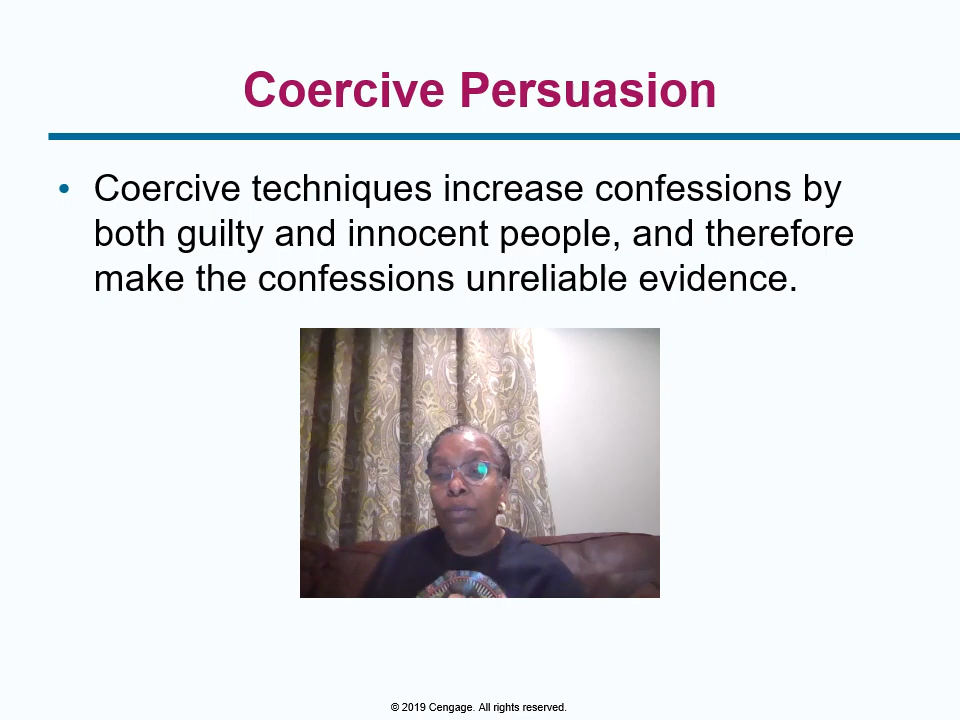 Coercive Persuasion
• Coercive techniques increase confessions by
both guilty and innocent people, and therefore
make the confessions unreliable evidence.
© 2019 Cengage. All rights reserved.